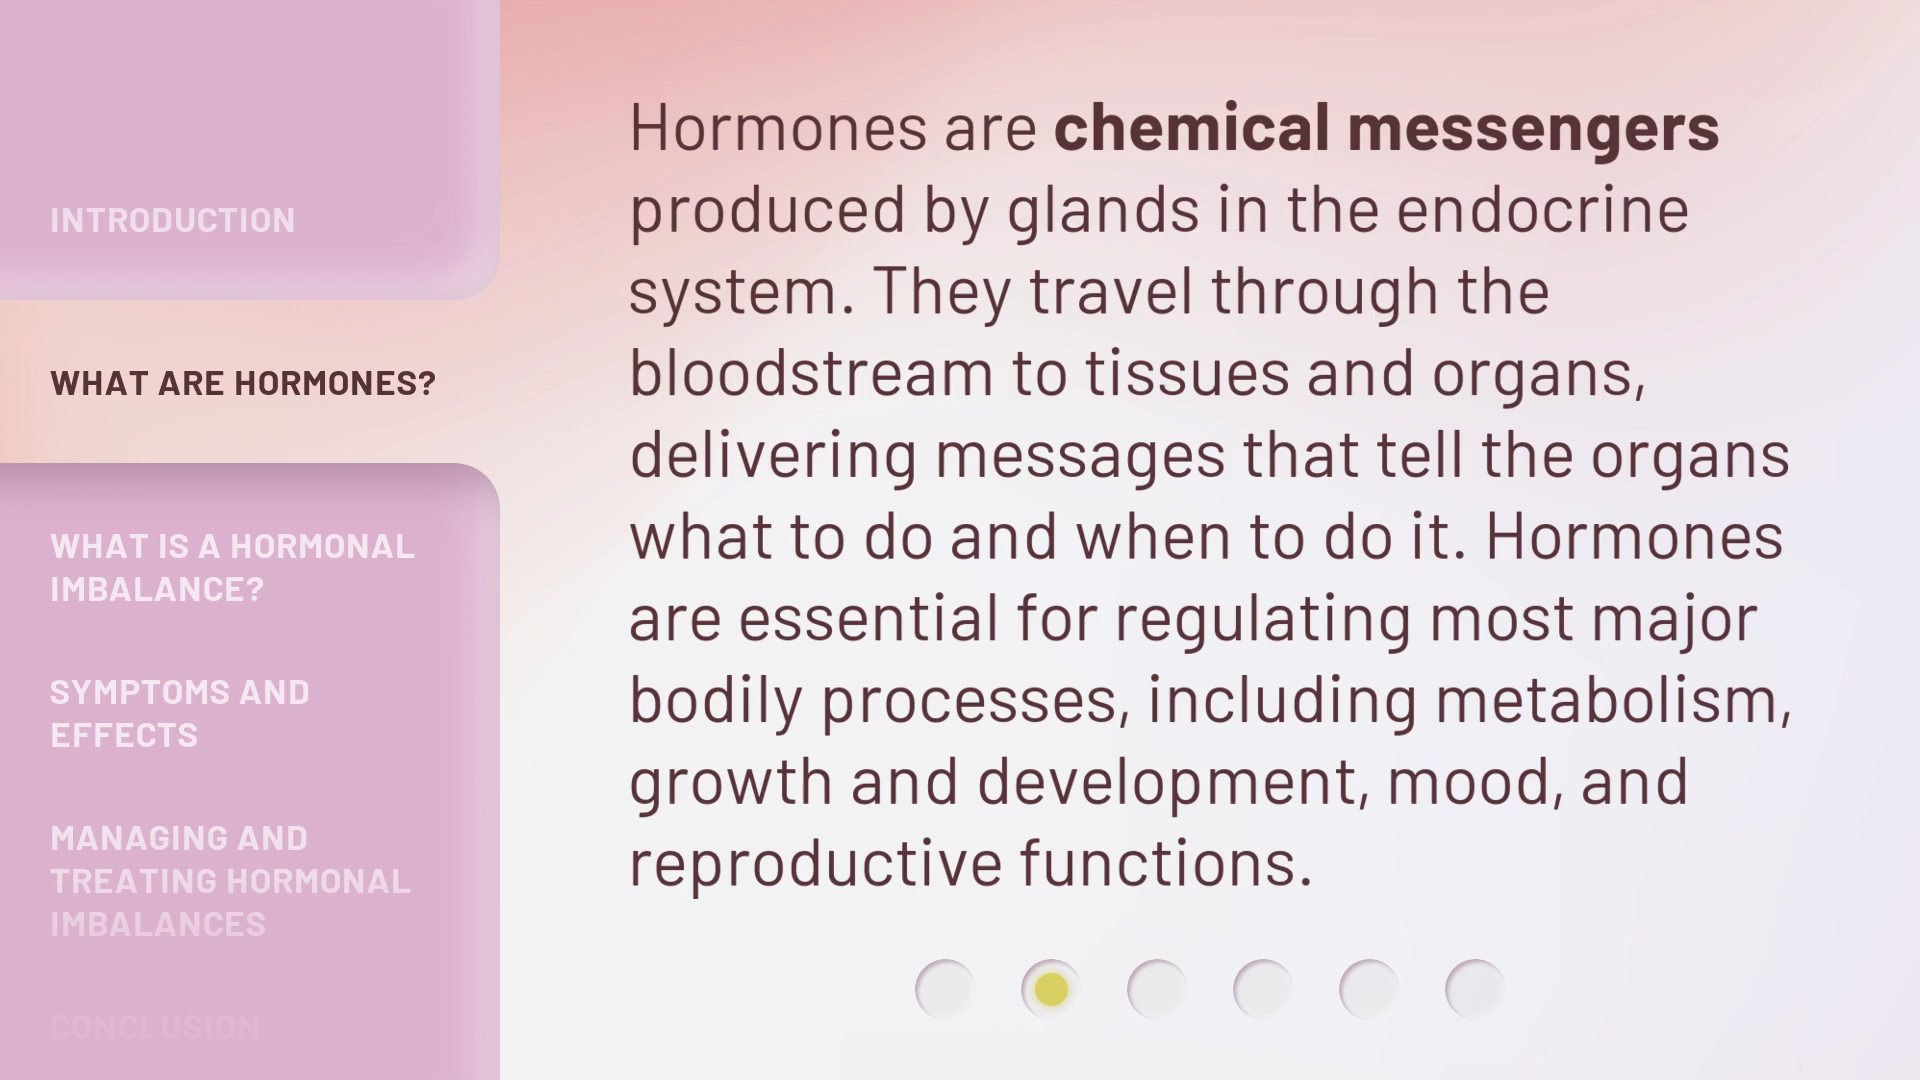 INTRODUCTION
WHAT ARE HORMONES?
WHAT IS A HORMONAL
IMBALANCE?
SYMPTOMS AND
EFFECTS
MANAGING AND
TREATING HORMONAL
IMBALANCES
CONCLUSION
Hormones are chemical messengers
produced by glands in the endocrine
system. They travel through the
bloodstream to tissues and organs,
delivering messages that tell the organs
what to do and when to do it. Hormones
are essential for regulating most major
bodily processes, including metabolism,
growth and development, mood, and
reproductive functions.